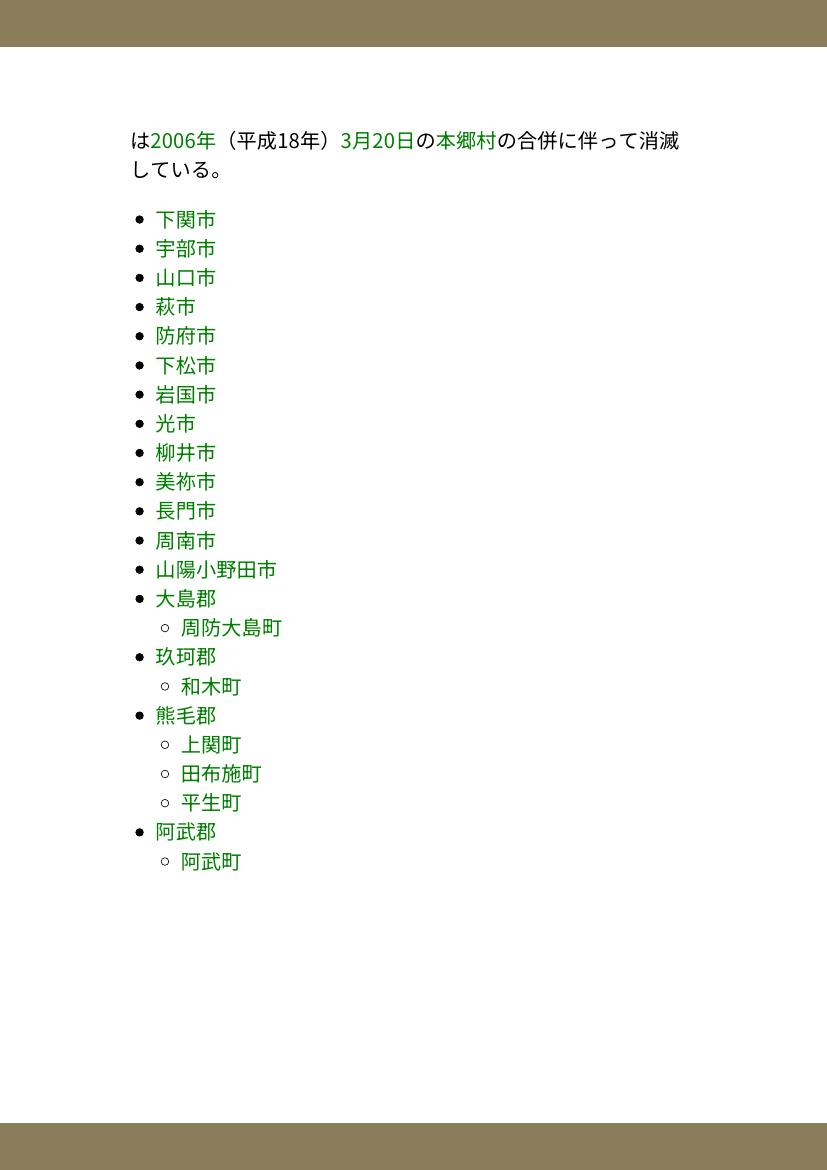 は2006年（平成18年）3月20日の本郷村の合併に伴って消滅
している。
• 下関市
• 宇部市
• 山口市
• 萩市
• 防府市
• 下松市
• 岩国市
• 光市
• 柳井市
• 美祢市
• 長門市
• 周南市
• 山陽小野田市
• 大島郡
◦ 周防大島町
• 玖珂郡
◦ 和木町
• 熊毛郡
◦ 上関町
◦ 田布施町
◦ 平生町
• 阿武郡
◦ 阿武町